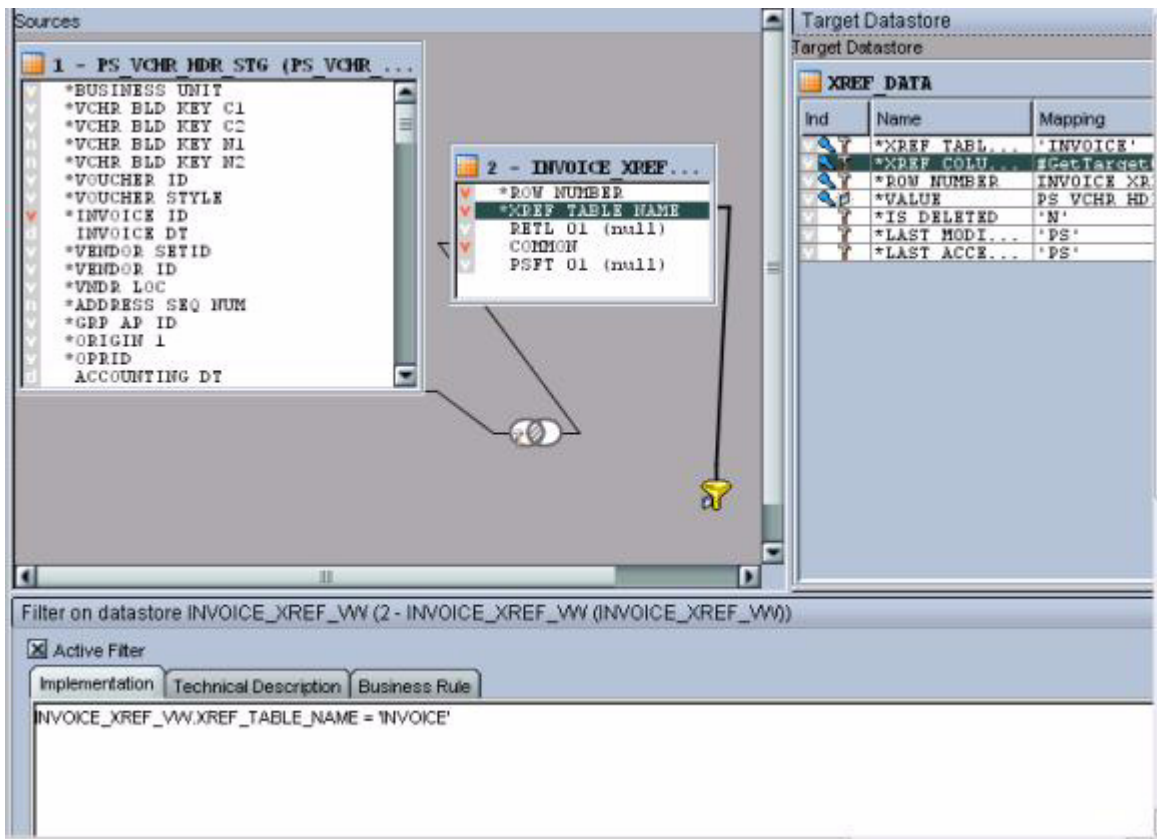 Sources
1 - PS_VCHR_HDR_STG (PS_VCHR_...
*BUSINESS UNIT
*VCHR BLD KEY C1
*VCHR BLD KEY C2
*VCHR BLD KEY N1
*VCHR BLD KEY N2
*VOUCHER ID
*VOUCHER STYLE
*INVOICE ID
INVOICE DT
*VENDOR SETID
*VENDOR ID
*VNDR LOC
*ADDRESS SEQ NUM
*GRP AP ID
*ORIGIN 1
*OPRID
ACCOUNTING DT
2 - INVOICE_XREF...
*ROW NUMBER
*XREF TABLE NAME
RETL 01 (null)
COMMON
PSFT 01 (null)
Target Datastore
Target Datastore
XREF_DATA
Ind Name Mapping
*XREF TABL... 'INVOICE'
*XREF COLU... #GetTarget
*ROW NUMBER INVOICE XR
*VALUE PS VCHR HD
*IS DELETED 'N'
*LAST MODI... 'PS'
*LAST ACCE... 'PS'
Filter on datastore INVOICE_XREF_VW (2 - INVOICE_XREF_VW (INVOICE_XREF_VW))
Active Filter
Implementation Technical Description Business Rule
INVOICE_XREF_VW.XREF_TABLE_NAME = 'INVOICE'